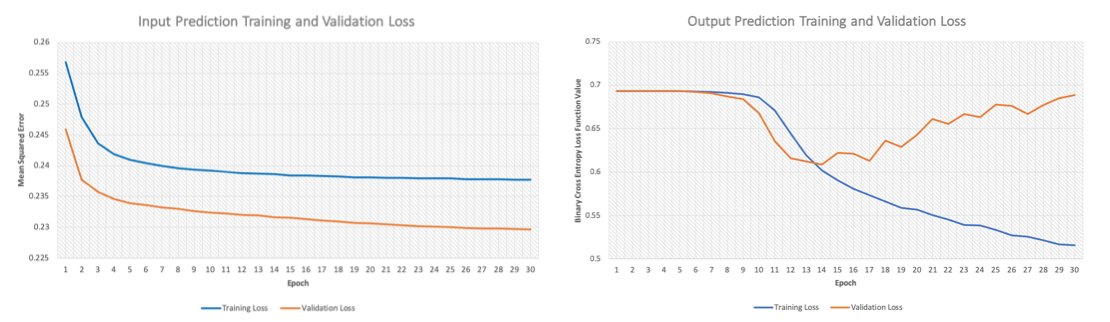 Input Prediction Training and Validation Loss
0.26
0.255
0.25
0.245
0.24
0.235
0.23
0.225
Mean Squared Error
1 2 3 4 5 6 7 8 9 10 11 12 13 14 15 16 17 18 19 20 21 22 23 24 25 26 27 28 29 30
Epoch
Training Loss Validation Loss
Output Prediction Training and Validation Loss
0.75
0.7
0.65
0.6
0.55
0.5
Binary Cross Entropy Loss Function Value
1 2 3 4 5 6 7 8 9 10 11 12 13 14 15 16 17 18 19 20 21 22 23 24 25 26 27 28 29 30
Epoch
Training Loss Validation Loss